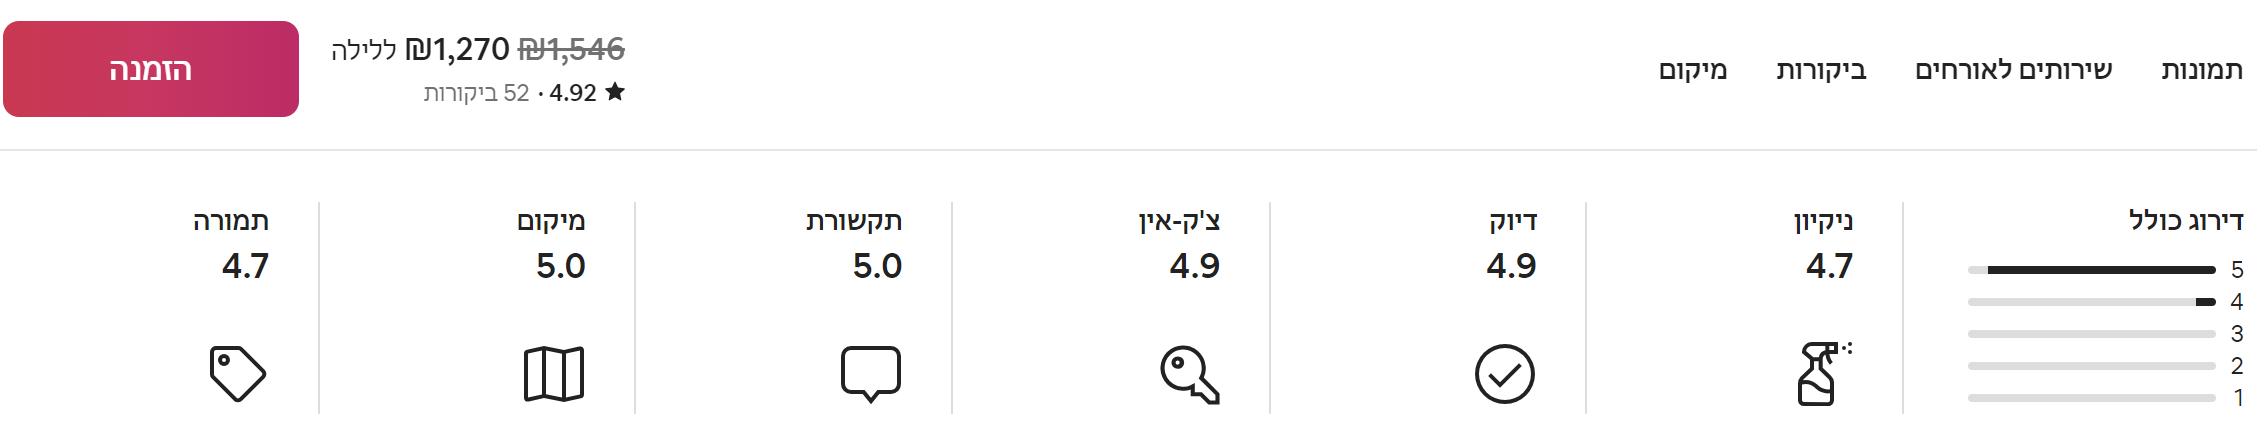 תמונות שירותים לאורחים ביקורות מיקום
₪1,546 ₪1,270 ללילה
4.92 · 52 ביקורות
הזמנה
דירוג כולל
5
4
3
2
1
ניקיון
4.7
דיוק
4.9
צ'ק-אין
4.9
תקשורת
5.0
מיקום
5.0
תמורה
4.7